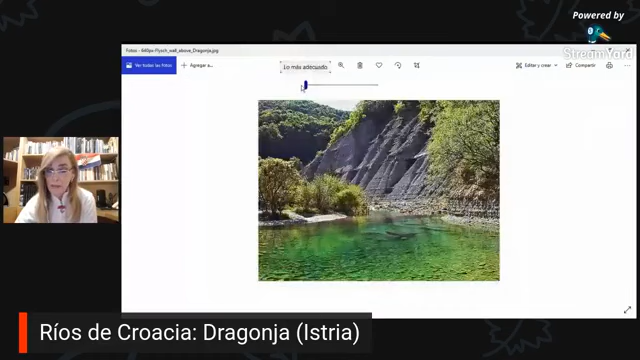 Powered by
StreamYard
Fotos - 640px-Flysch_wall_above_Dragonja.jpg
Ver todas las fotos
Agregar a...
Lo más adecuado
Editar y crear
Compartir
Ríos de Croacia: Dragonja (Istria)